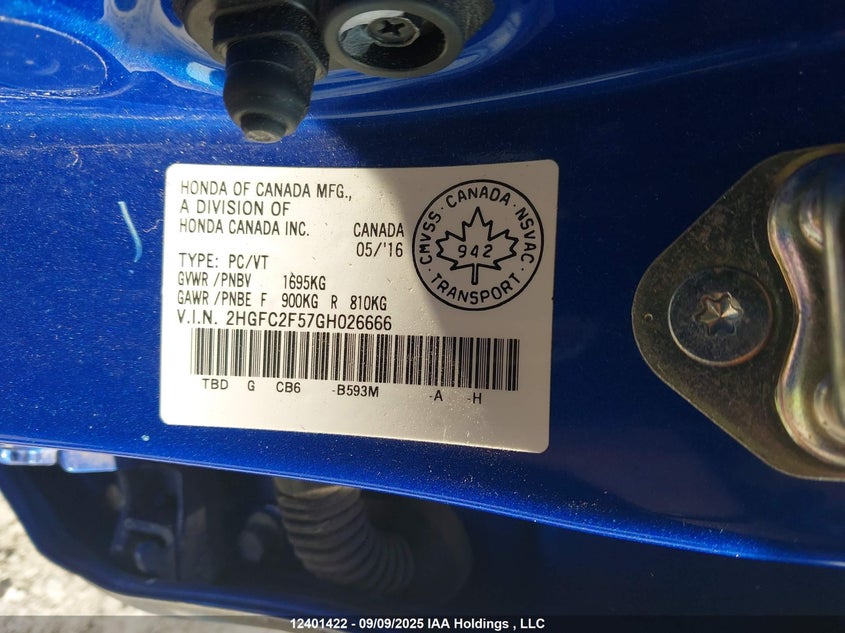 HONDA OF CANADA MFG.,
A DIVISION OF
HONDA CANADA INC. CANADA
05/'16
TYPE: PC/VT
GVWR /PNBV 1695KG
GAWR /PNBE F 900KG R 810KG
V.I.N. 2HGFC2F57GH026666
TBD G CB6 -B593M -A -H
CMVSS · CANADA · NSVAC
942
TRANSPORT
12401422 - 09/09/2025 IAA Holdings , LLC